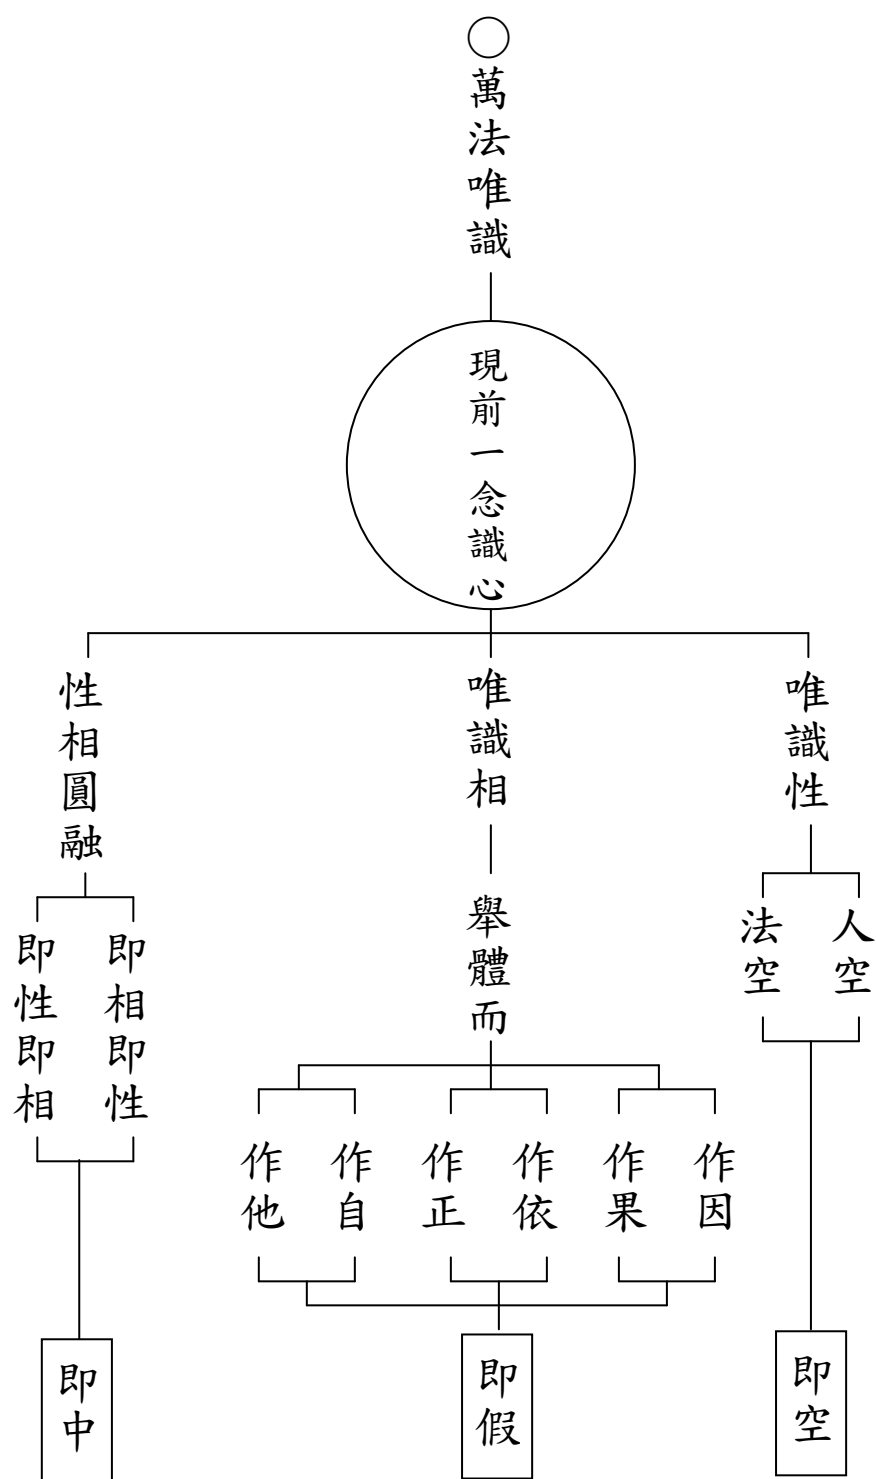 ○
萬法唯識
現前一念識心
唯識性
人空
法空
即空
唯識相
舉體而
作因
作果
作依
作正
作自
作他
即假
性相圓融
即相即性
即性即相
即中